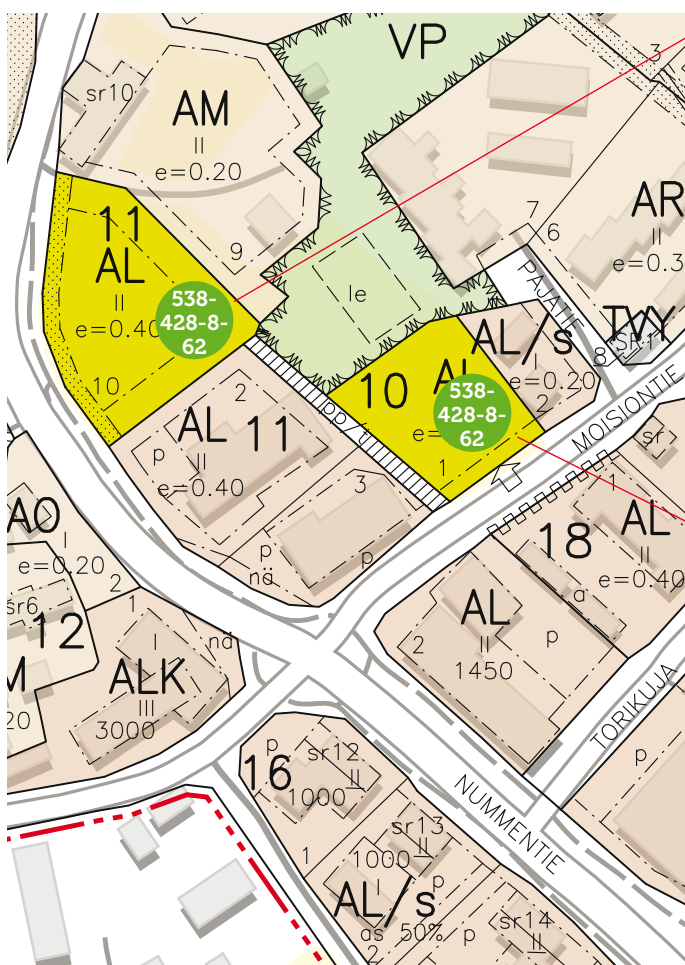 VP
3
sr10
AM
II
e=0.20
AR
II
e=0.3
7
6
11
AL
II
e=0.40
9
le
PAJATIE
TVY
SR1
538-
428-8-
62
10
AL/s
I
e=0.20
8
2
10
AL
538-
428-8-
62
e=
1
MOISIONTIE
pp/t
2
AL
11
p
II
e=0.40
3
p
p
nä
sr
1
AL
18
II
e=0.40
a
AO
I
e=0.20
2
sr6
1
12
I
nä
M
20
ALK
III
3000
AL
II
1450
2
p
TORIKUJA
p
p
16
sr12
II
1000
NUMMENTIE
sr13
II
1000
1
I
p
AL/s
as 50%
p
2
sr14
II